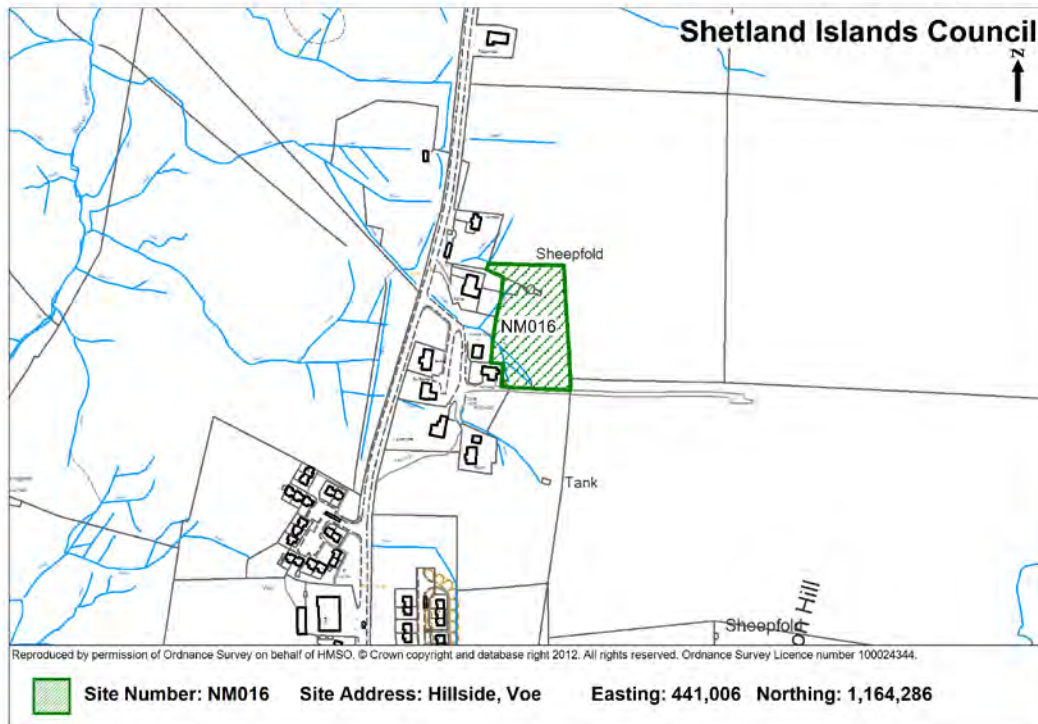 Shetland Islands Council
N
Sheepfold
NM016
Tank
Sheepfold
on Hill
Reproduced by permission of Ordnance Survey on behalf of HMSO. © Crown copyright and database right 2012. All rights reserved. Ordnance Survey Licence number 100024344.
Site Number: NM016 Site Address: Hillside, Voe Easting: 441,006 Northing: 1,164,286